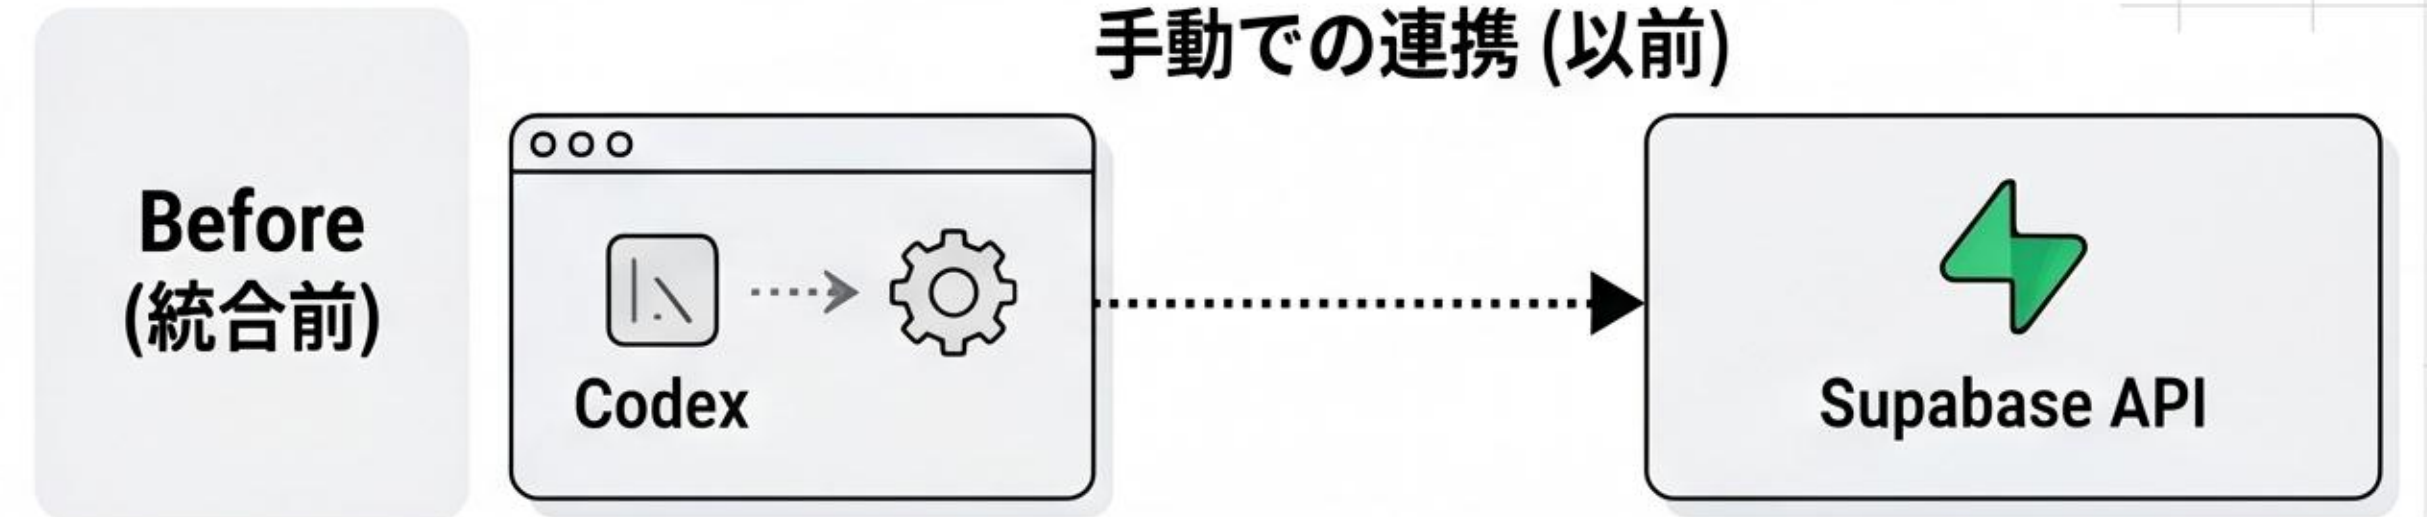 手動での連携 (以前)
Before
(統合前)
Codex
Supabase API